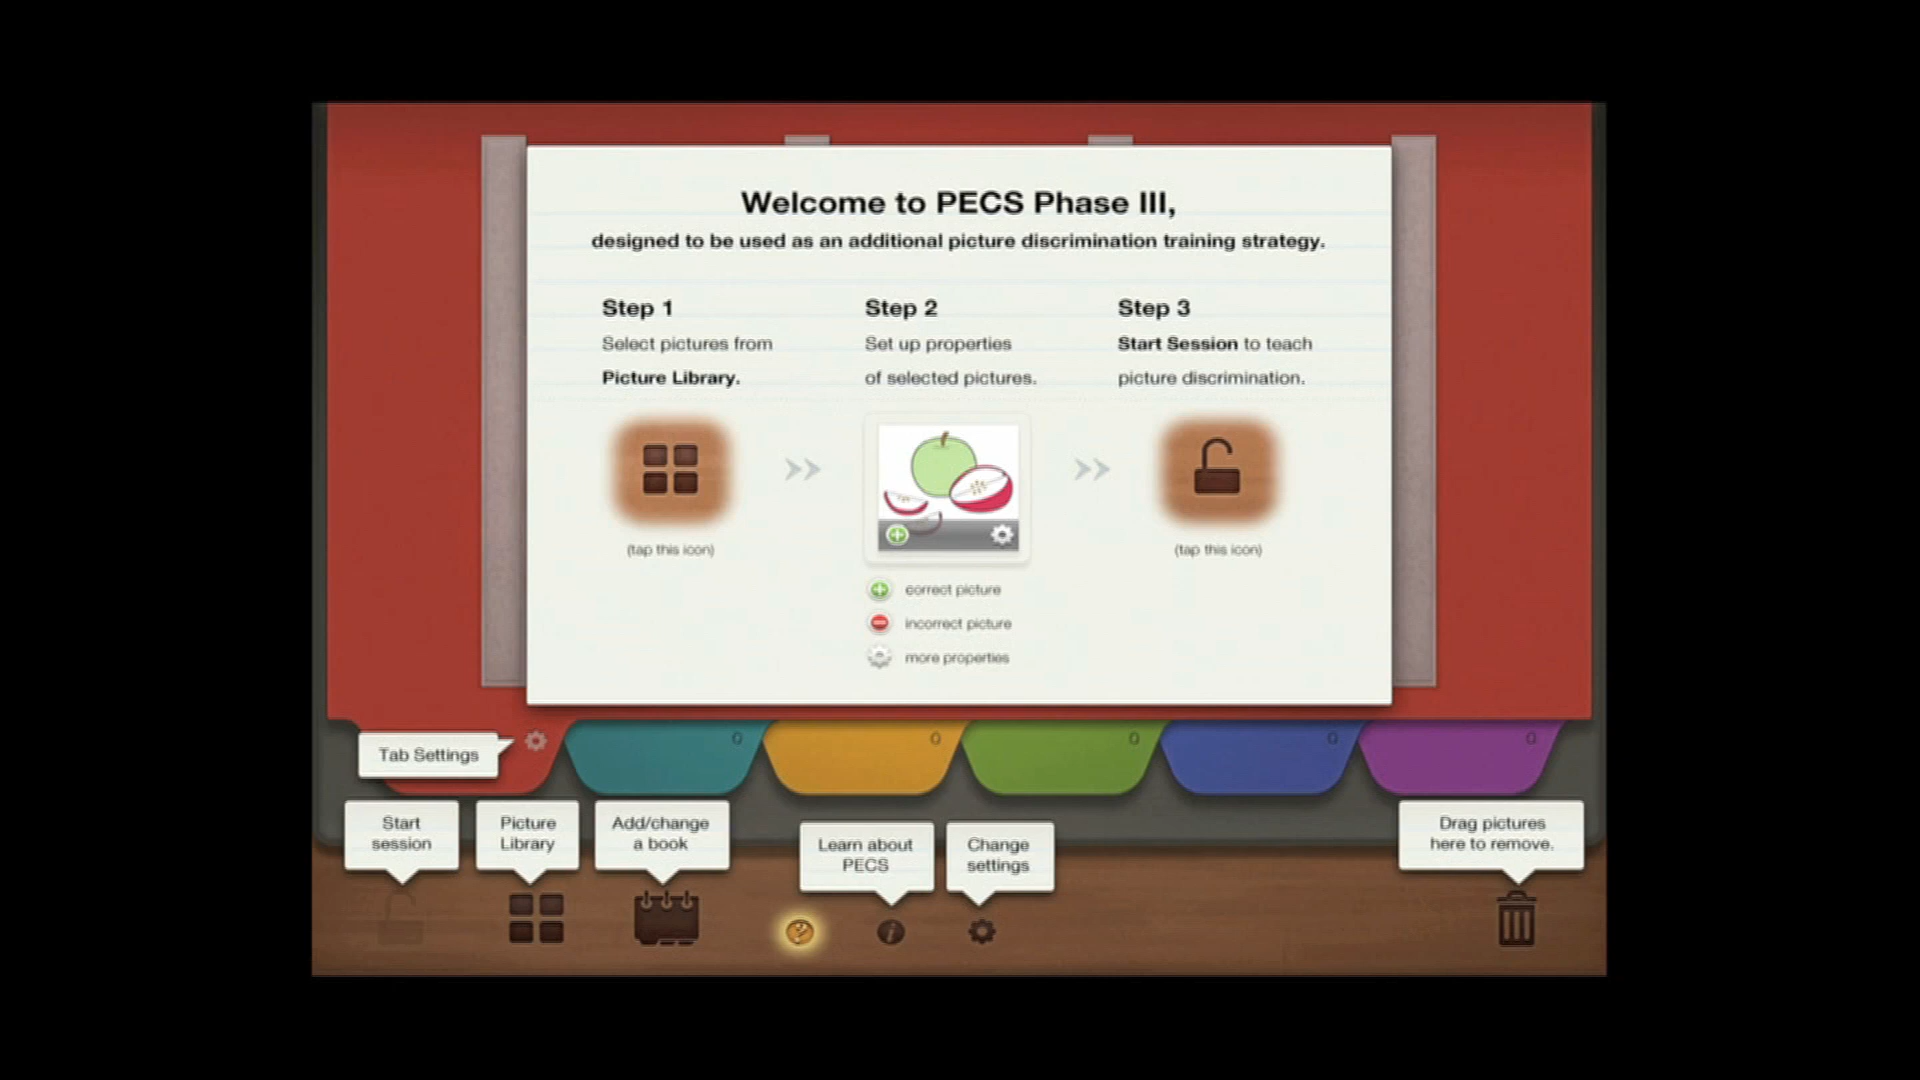 Welcome to PECS Phase III,
designed to be used as an additional picture discrimination training strategy.
Step 1
Select pictures from
Picture Library.
(tap this icon)
Step 2
Set up properties
of selected pictures.
correct picture
incorrect picture
more properties
Step 3
Start Session to teach
picture discrimination.
(tap this icon)
Tab Settings
0
0
0
0
0
Start
session
Picture
Library
Add/change
a book
Learn about
PECS
Change
settings
Drag pictures
here to remove.